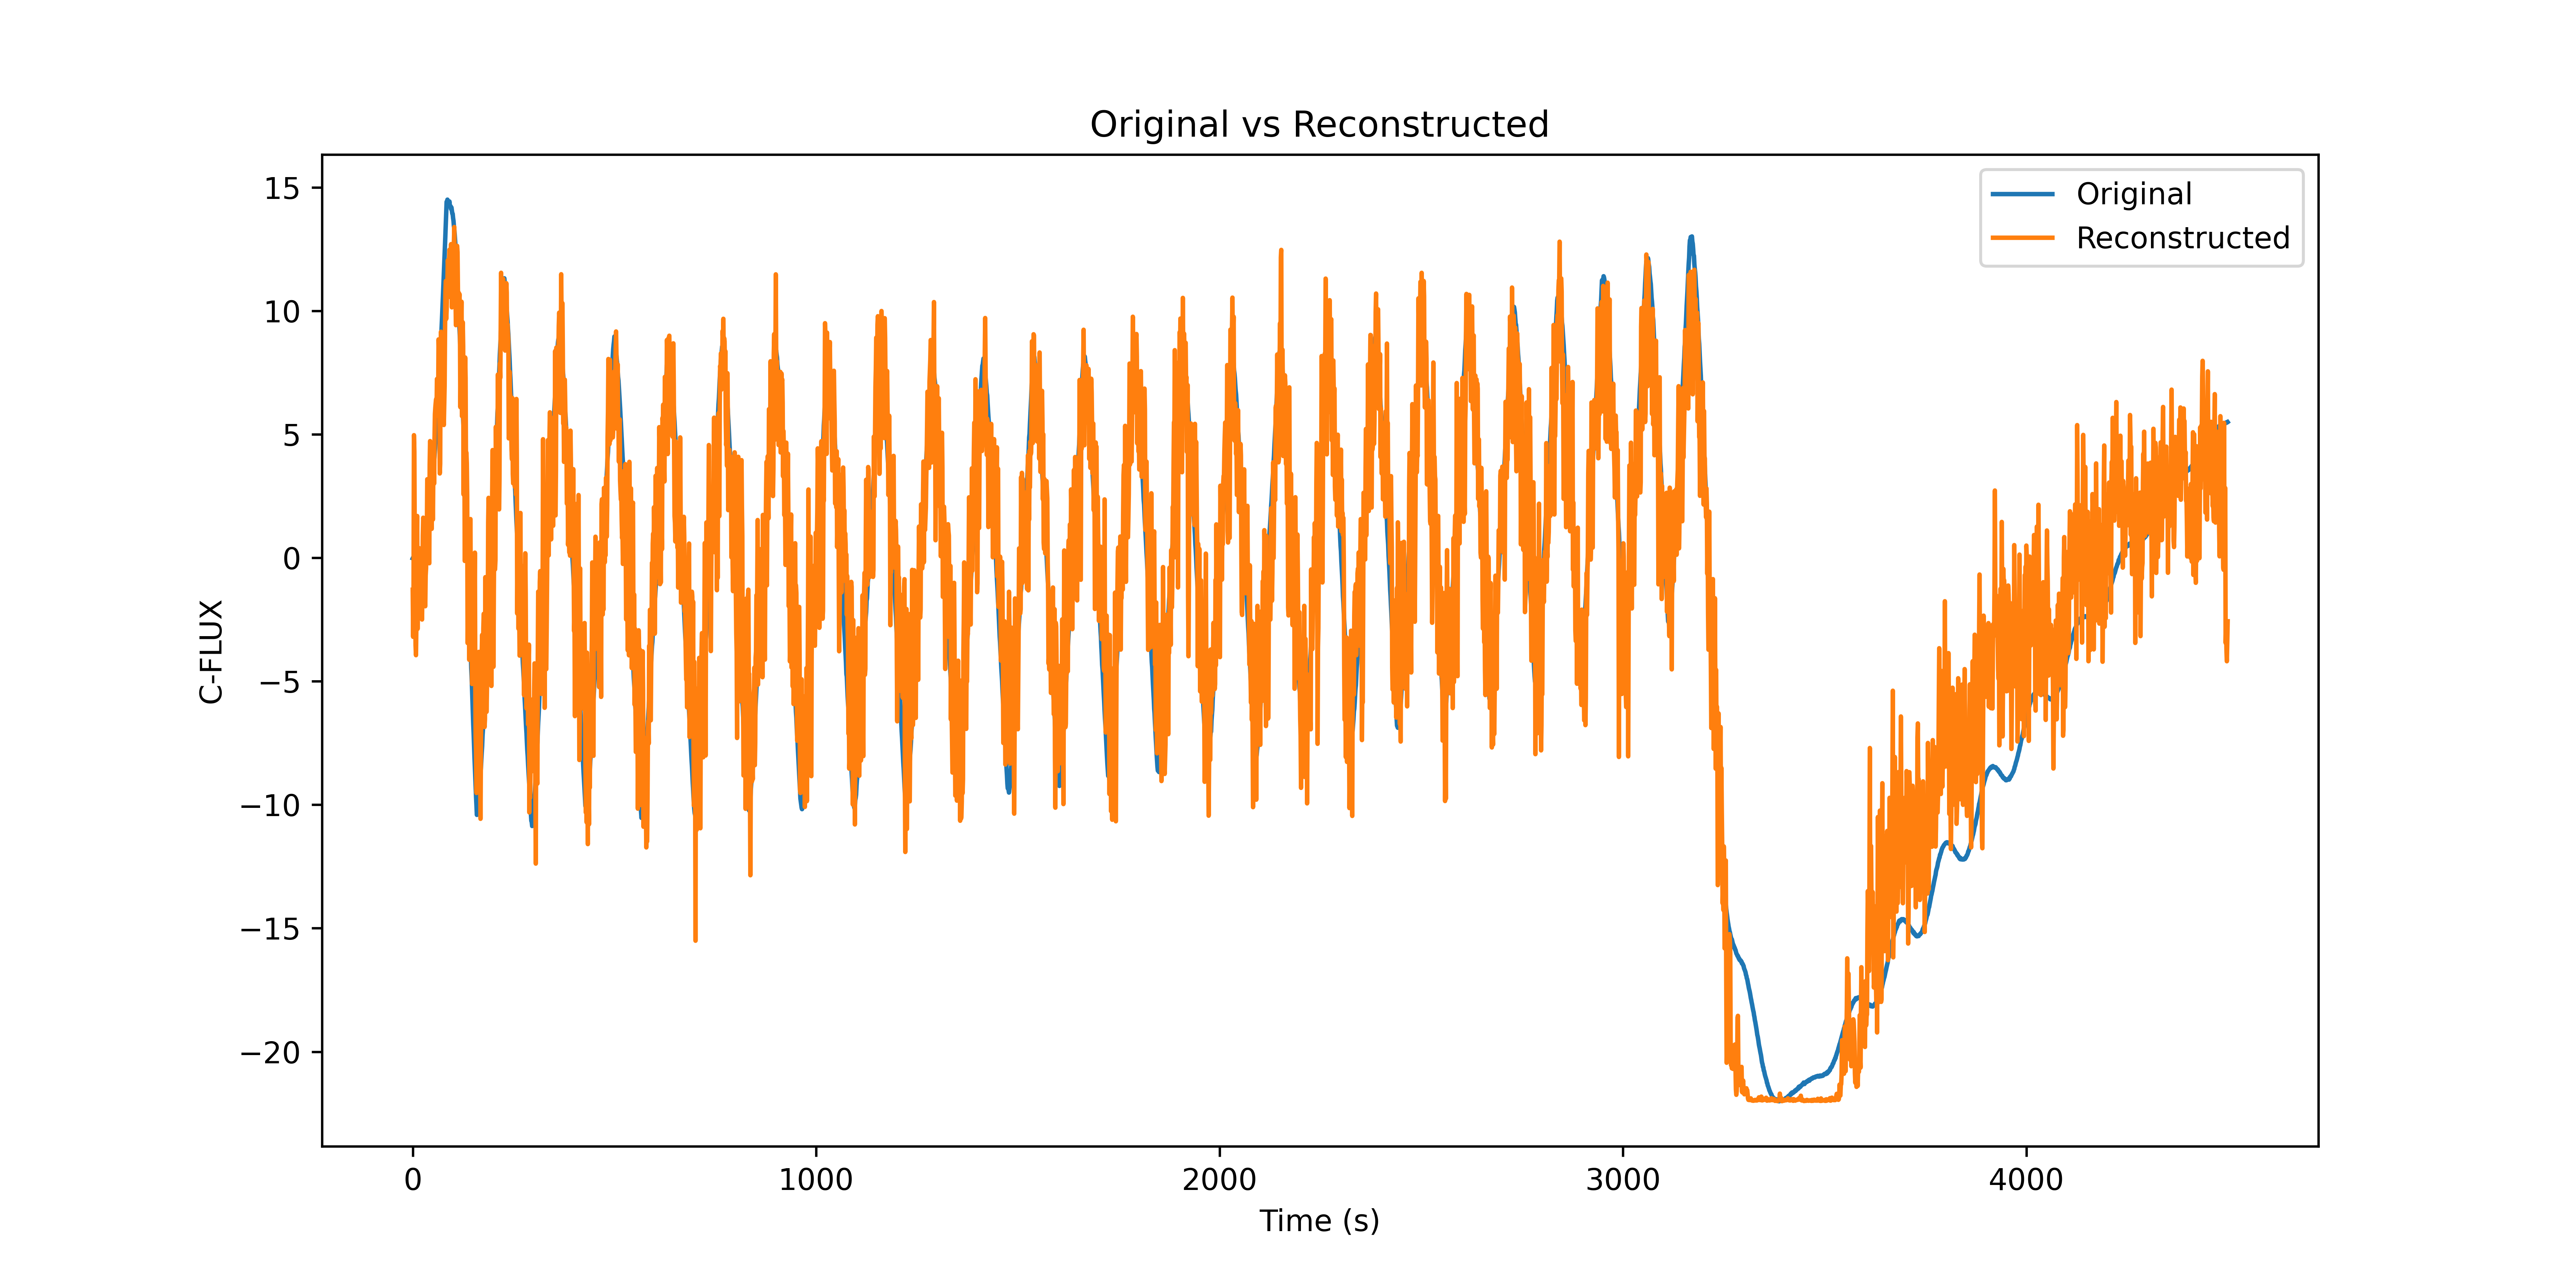 Original vs Reconstructed
Original
Reconstructed
15
10
5
0
−5
−10
−15
−20
C-FLUX
0 1000 2000 3000 4000
Time (s)